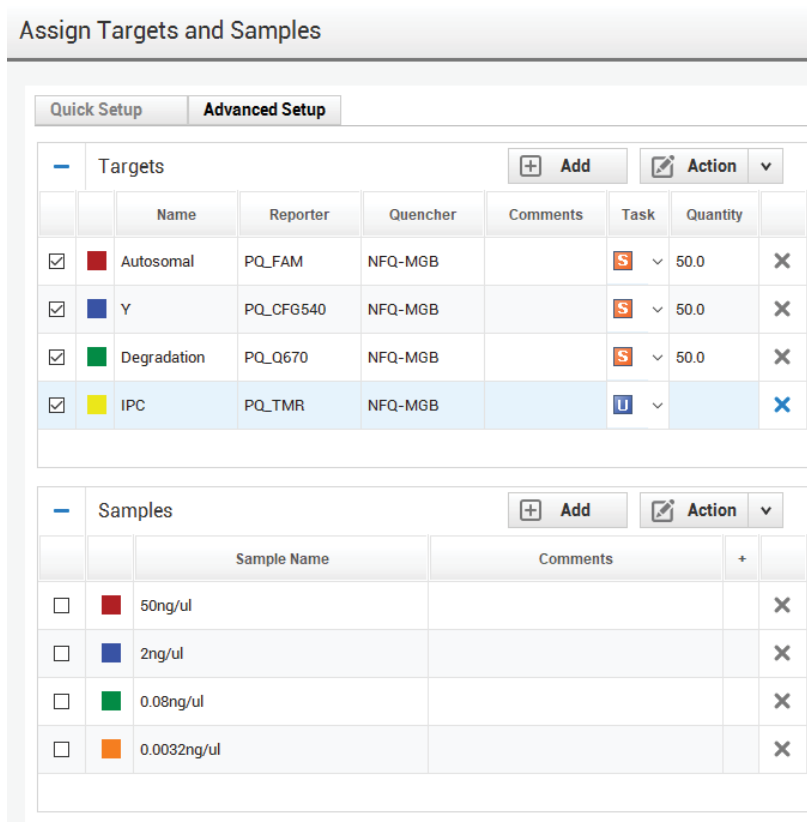 Assign Targets and Samples
Quick Setup Advanced Setup
Targets Add Action
Name Reporter Quencher Comments Task Quantity
Autosomal PQ_FAM NFQ-MGB S 50.0
Y PQ_CFG540 NFQ-MGB S 50.0
Degradation PQ_Q670 NFQ-MGB S 50.0
IPC PQ_TMR NFQ-MGB U
Samples Add Action
Sample Name Comments +
50ng/ul
2ng/ul
0.08ng/ul
0.0032ng/ul